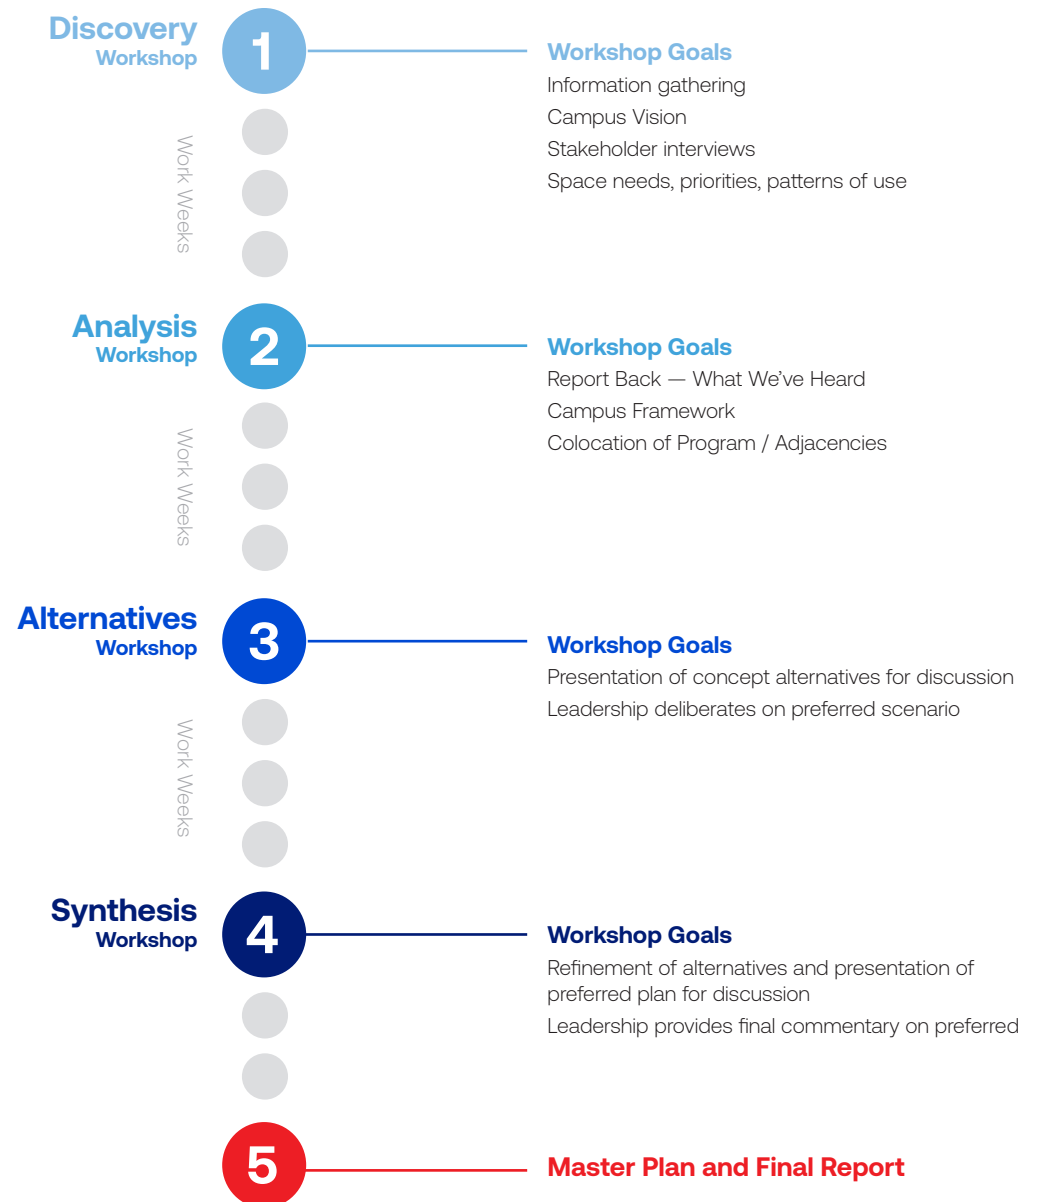 Discovery
Workshop
1
Workshop Goals
Information gathering
Campus Vision
Stakeholder interviews
Space needs, priorities, patterns of use
Work Weeks
Analysis
Workshop
2
Workshop Goals
Report Back — What We’ve Heard
Campus Framework
Colocation of Program / Adjacencies
Work Weeks
Alternatives
Workshop
3
Workshop Goals
Presentation of concept alternatives for discussion
Leadership deliberates on preferred scenario
Work Weeks
Synthesis
Workshop
4
Workshop Goals
Refinement of alternatives and presentation of
preferred plan for discussion
Leadership provides final commentary on preferred
5
Master Plan and Final Report